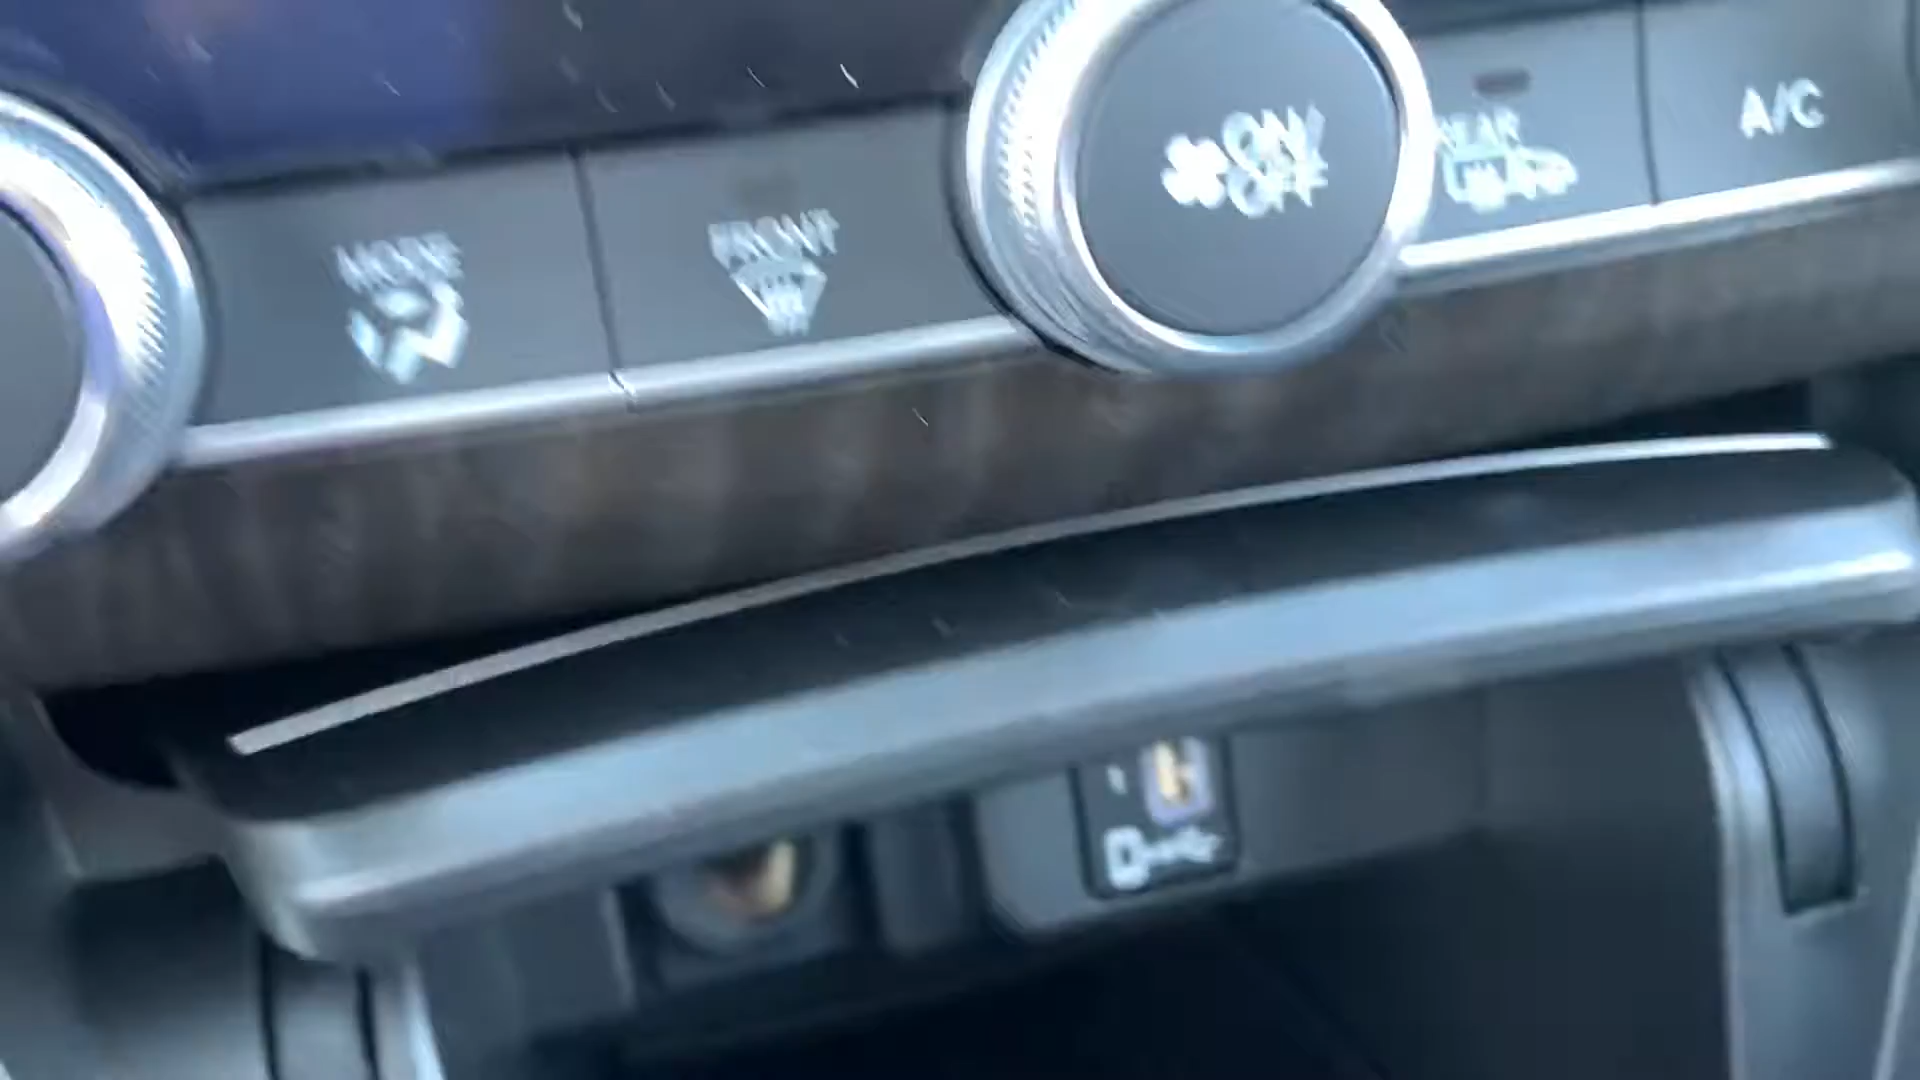 MODE
FRONT
ON/
OFF
REAR
A/C